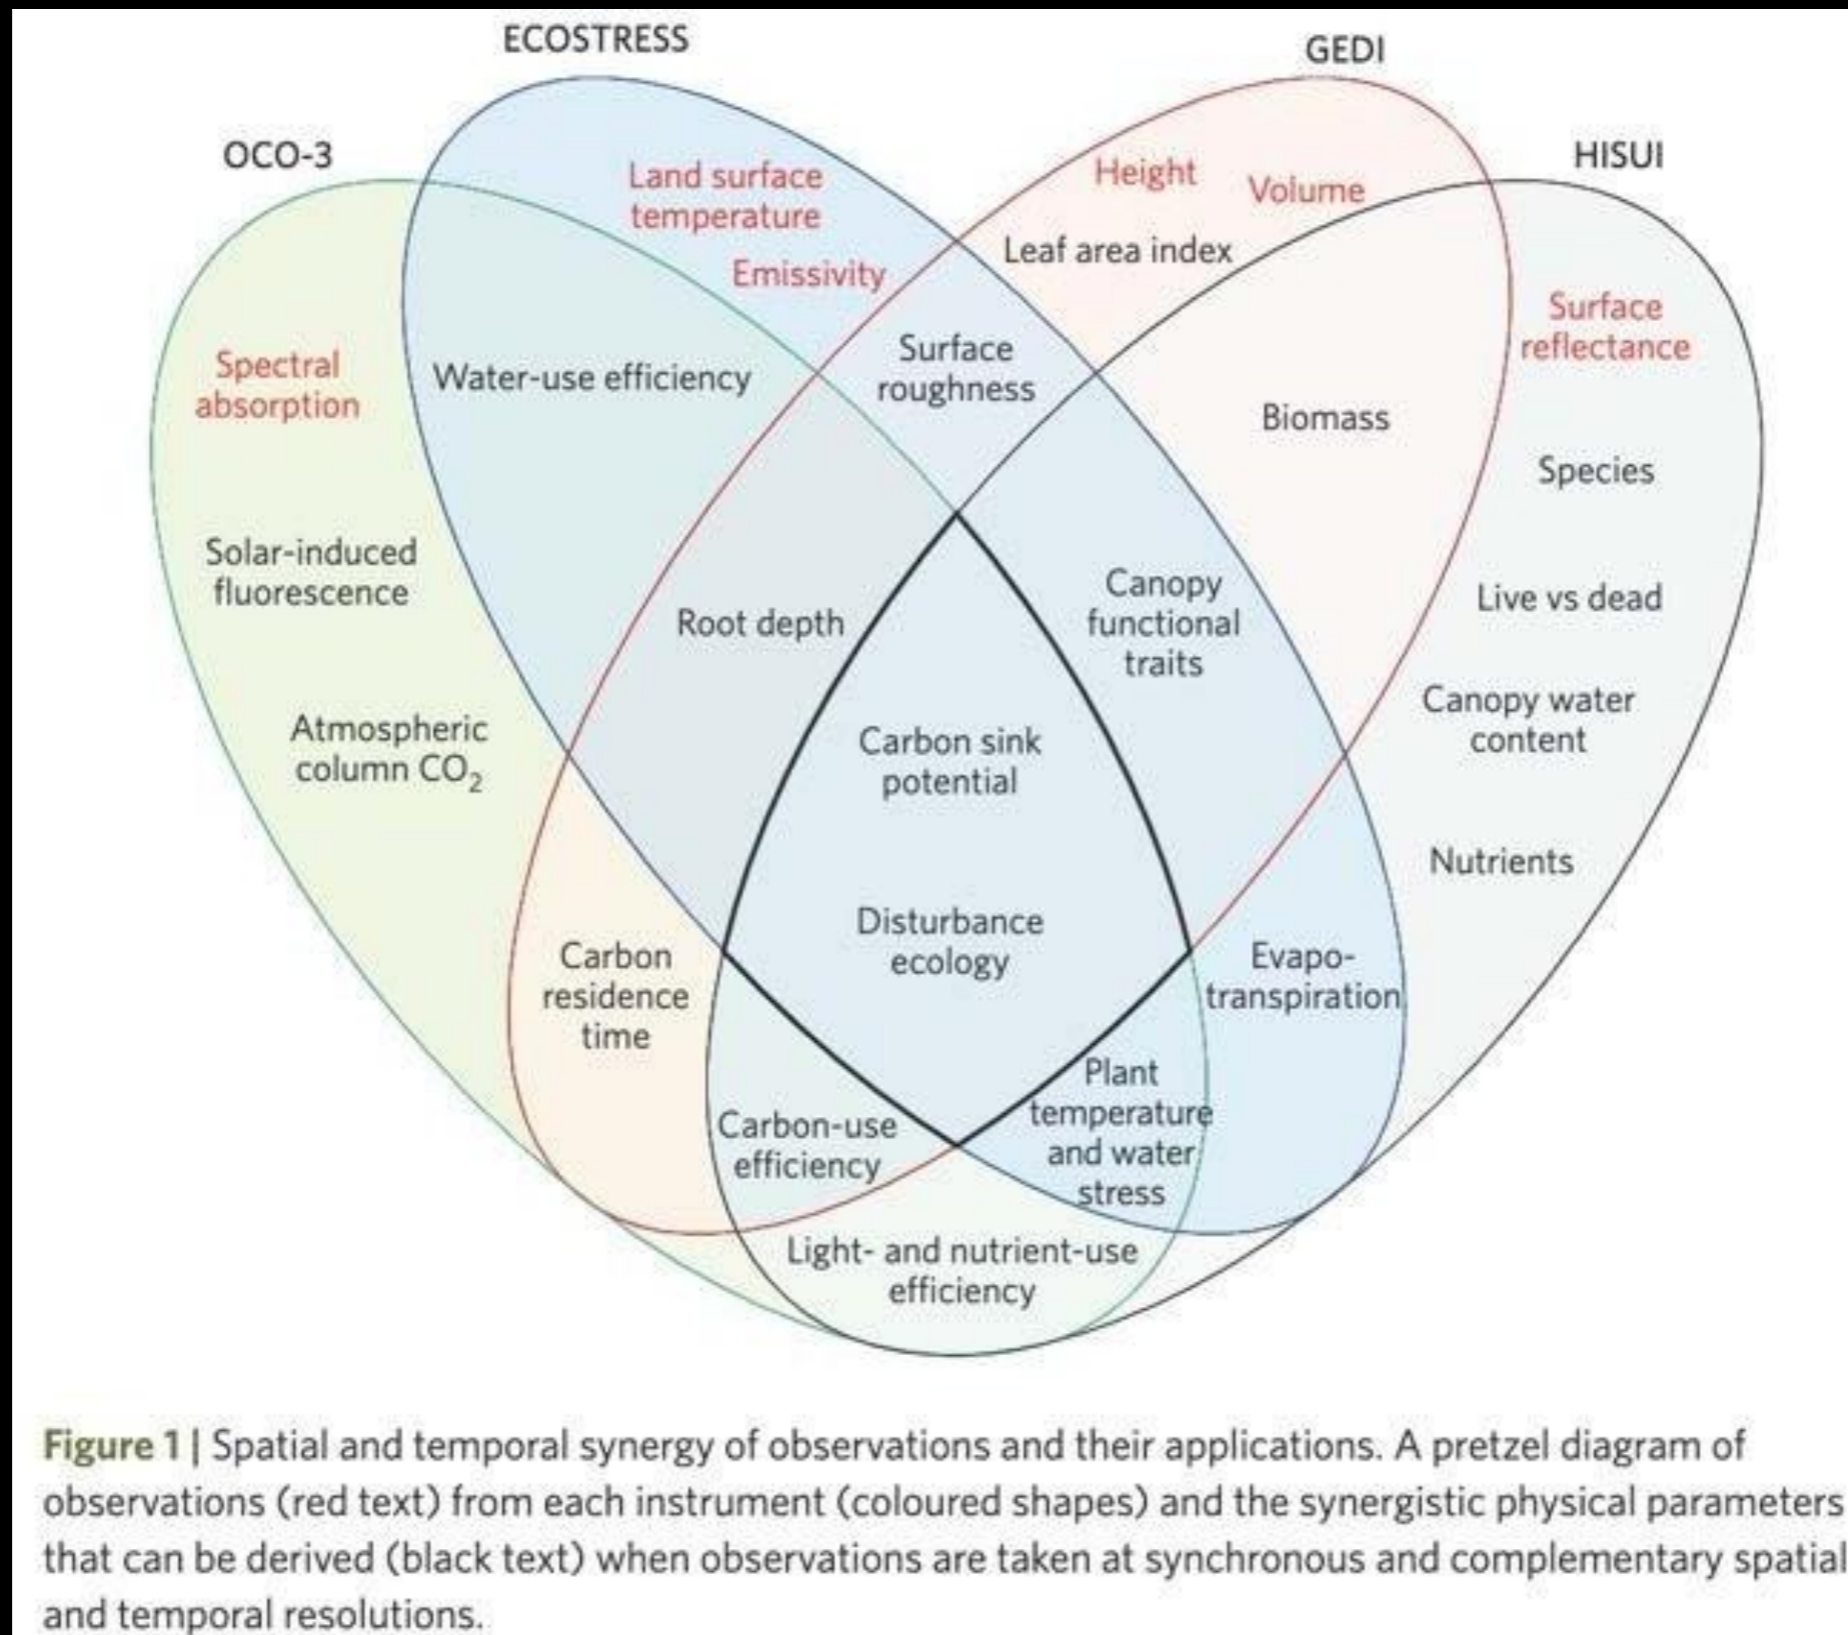 ECOSTRESS
GEDI
OCO-3
HISUI
Land surface
temperature
Emissivity
Height
Volume
Leaf area index
Surface
reflectance
Spectral
absorption
Water-use efficiency
Surface
roughness
Biomass
Species
Solar-induced
fluorescence
Root depth
Canopy
functional
traits
Live vs dead
Atmospheric
column CO₂
Carbon sink
potential
Canopy water
content
Nutrients
Disturbance
ecology
Carbon
residence
time
Evapo-
transpiration
Carbon-use
efficiency
Plant
temperature
and water
stress
Light- and nutrient-use
efficiency
Figure 1 | Spatial and temporal synergy of observations and their applications. A pretzel diagram of
observations (red text) from each instrument (coloured shapes) and the synergistic physical parameters
that can be derived (black text) when observations are taken at synchronous and complementary spatial
and temporal resolutions.